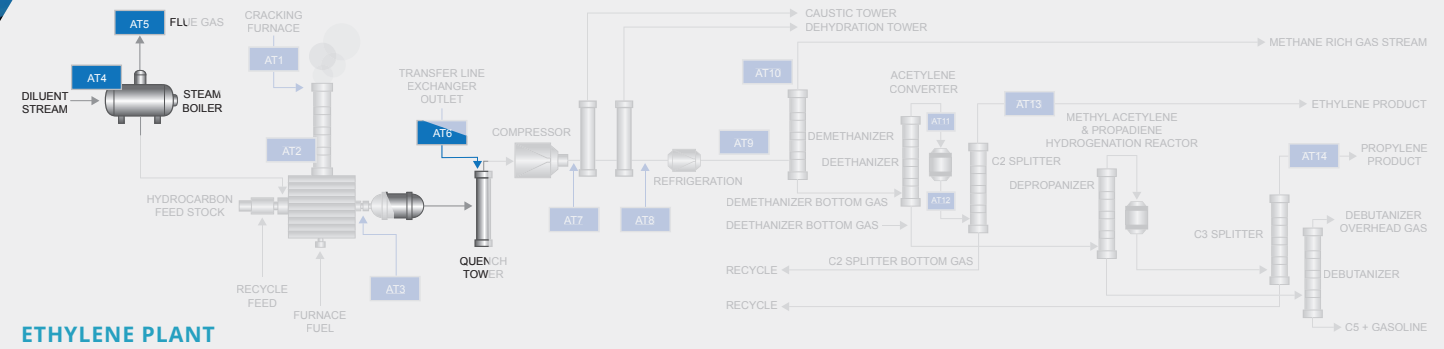 AT5
FLUE GAS
AT4
DILUENT
STREAM
STEAM
BOILER
CRACKING
FURNACE
AT1
AT2
HYDROCARBON
FEED STOCK
RECYCLE
FEED
FURNACE
FUEL
AT3
TRANSFER LINE
EXCHANGER
OUTLET
AT6
QUENCH
TOWER
COMPRESSOR
CAUSTIC TOWER
DEHYDRATION TOWER
AT7
AT8
REFRIGERATION
AT9
AT10
METHANE RICH GAS STREAM
DEMETHANIZER
DEETHANIZER
DEMETHANIZER BOTTOM GAS
DEETHANIZER BOTTOM GAS
ACETYLENE
CONVERTER
AT11
AT12
C2 SPLITTER
AT13
ETHYLENE PRODUCT
C2 SPLITTER BOTTOM GAS
RECYCLE
RECYCLE
METHYL ACETYLENE
& PROPADIENE
HYDROGENATION REACTOR
DEPROPANIZER
C3 SPLITTER
AT14
PROPYLENE
PRODUCT
DEBUTANIZER
OVERHEAD GAS
DEBUTANIZER
C5 + GASOLINE
ETHYLENE PLANT